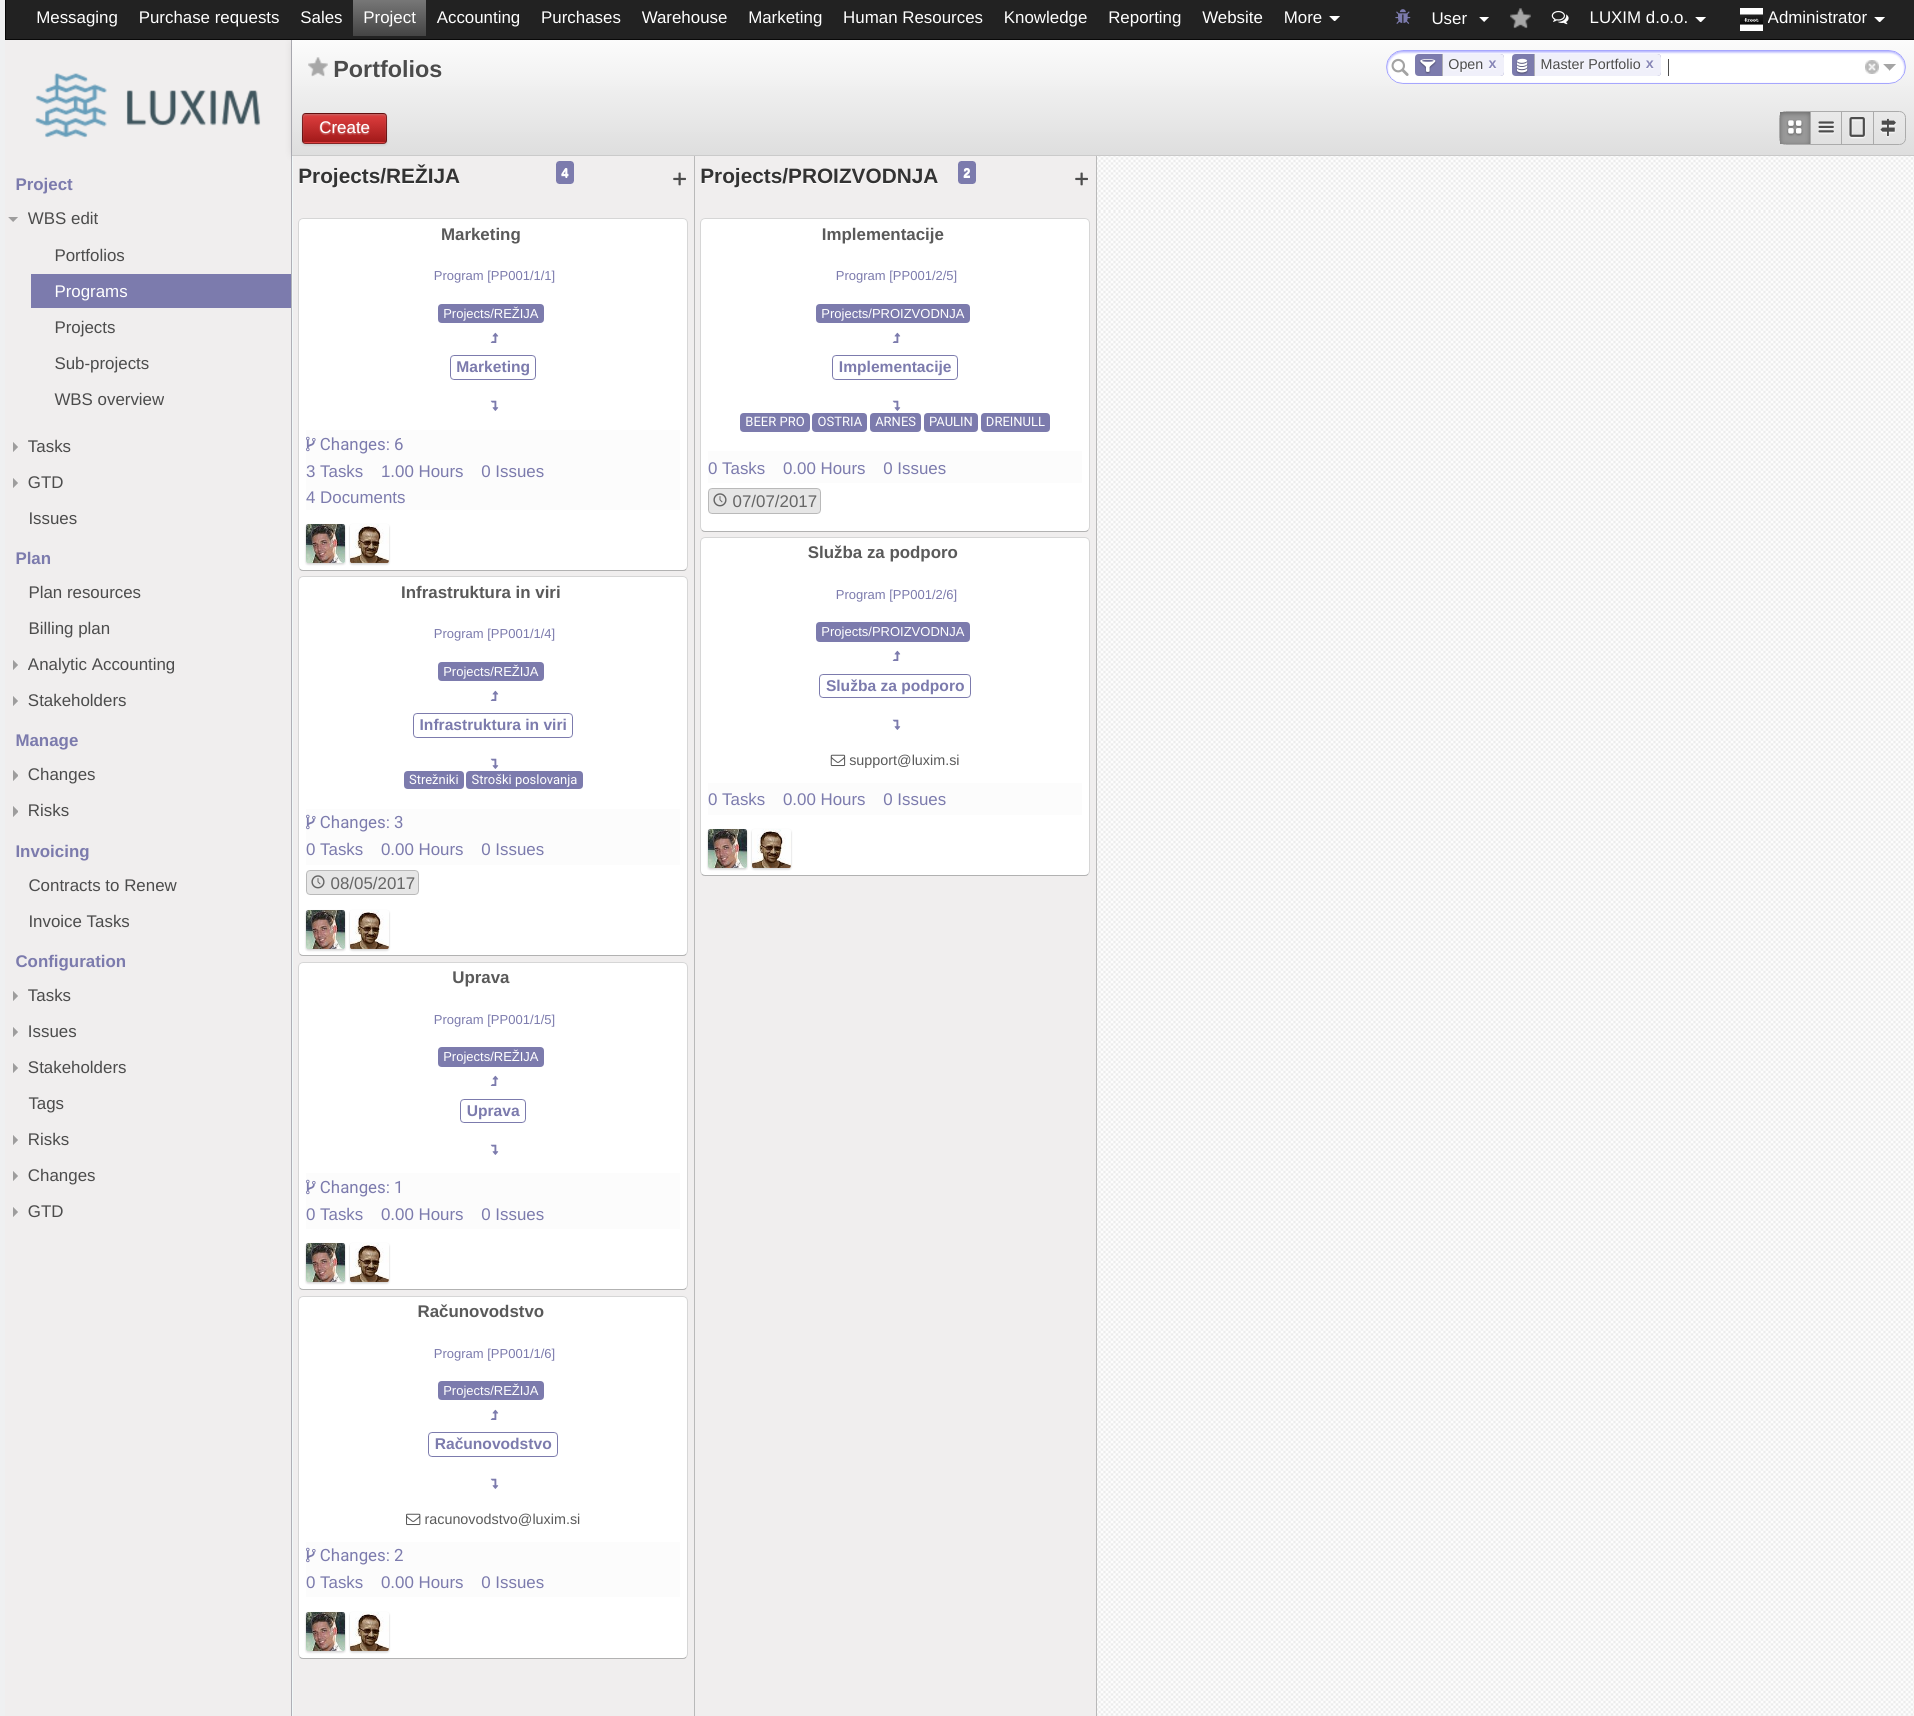 Messaging Purchase requests Sales Project Accounting Purchases Warehouse Marketing Human Resources Knowledge Reporting Website More User LUXIM d.o.o. Administrator
LUXIM
Project
WBS edit
Portfolios
Programs
Projects
Sub-projects
WBS overview
Tasks
GTD
Issues
Plan
Plan resources
Billing plan
Analytic Accounting
Stakeholders
Manage
Changes
Risks
Invoicing
Contracts to Renew
Invoice Tasks
Configuration
Tasks
Issues
Stakeholders
Tags
Risks
Changes
GTD
Portfolios
Open x Master Portfolio x
Create
Projects/REŽIJA 4 +
Marketing
Program [PP001/1/1]
Projects/REŽIJA
Marketing
Changes: 6
3 Tasks 1.00 Hours 0 Issues
4 Documents
Infrastruktura in viri
Program [PP001/1/4]
Projects/REŽIJA
Infrastruktura in viri
Strežniki Stroški poslovanja
Changes: 3
0 Tasks 0.00 Hours 0 Issues
08/05/2017
Uprava
Program [PP001/1/5]
Projects/REŽIJA
Uprava
Changes: 1
0 Tasks 0.00 Hours 0 Issues
Računovodstvo
Program [PP001/1/6]
Projects/REŽIJA
Računovodstvo
racunovodstvo@luxim.si
Changes: 2
0 Tasks 0.00 Hours 0 Issues
Projects/PROIZVODNJA 2 +
Implementacije
Program [PP001/2/5]
Projects/PROIZVODNJA
Implementacije
BEER PRO OSTRIA ARNES PAULIN DREINULL
0 Tasks 0.00 Hours 0 Issues
07/07/2017
Služba za podporo
Program [PP001/2/6]
Projects/PROIZVODNJA
Služba za podporo
support@luxim.si
0 Tasks 0.00 Hours 0 Issues